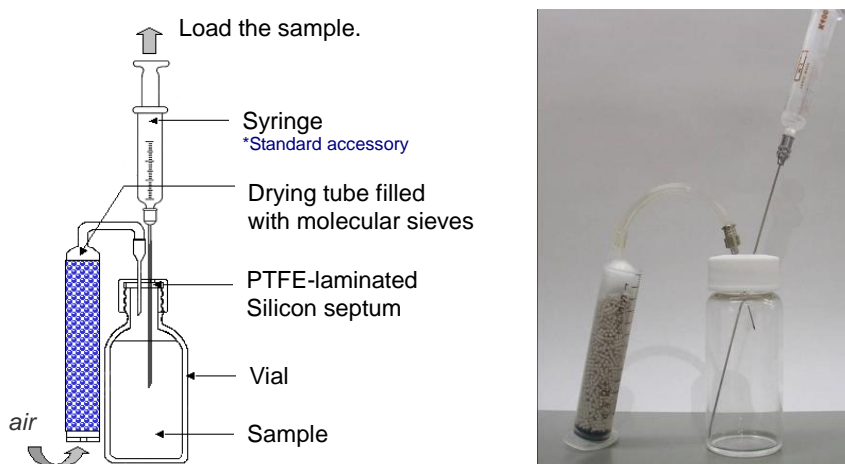 Load the sample.
Syringe
*Standard accessory
Drying tube filled
with molecular sieves
PTFE-laminated
Silicon septum
Vial
air
Sample